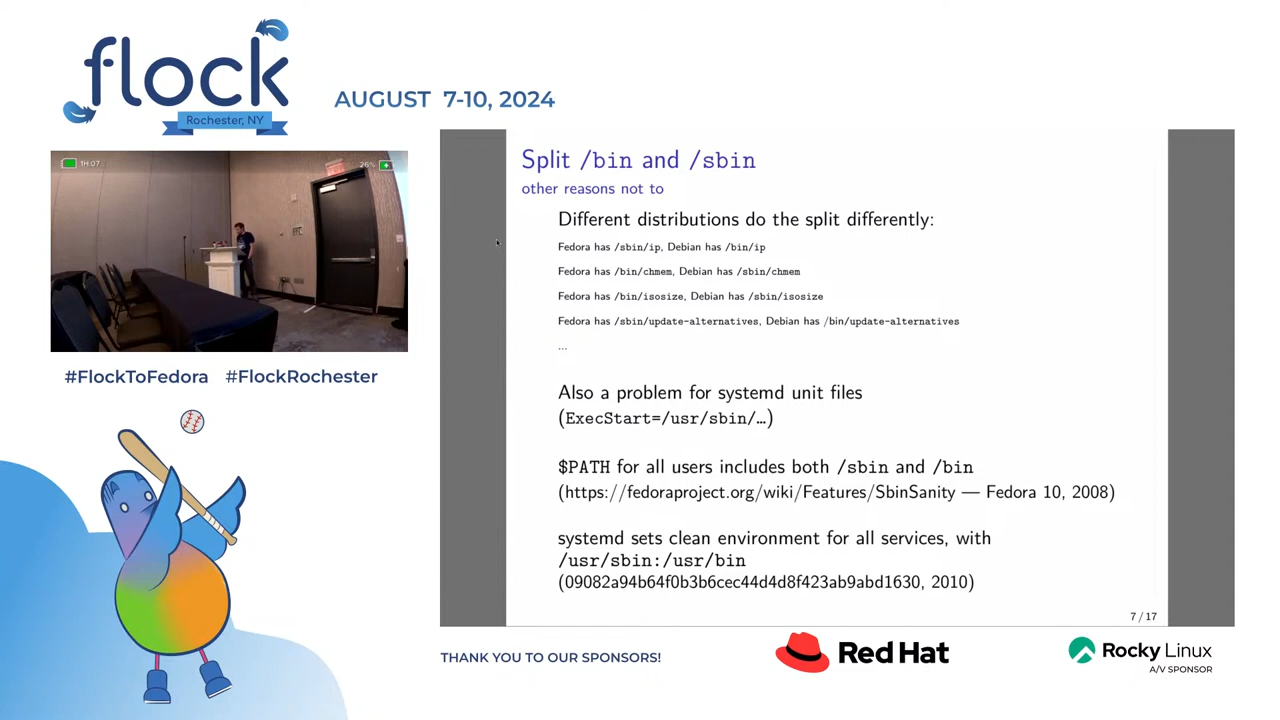 flock
Rochester, NY
AUGUST 7-10, 2024
1H:07
26%
Split /bin and /sbin
other reasons not to
Different distributions do the split differently:
Fedora has /sbin/ip, Debian has /bin/ip
Fedora has /bin/chmem, Debian has /sbin/chmem
Fedora has /bin/isosize, Debian has /sbin/isosize
Fedora has /sbin/update-alternatives, Debian has /bin/update-alternatives
...
Also a problem for systemd unit files
(ExecStart=/usr/sbin/…)
$PATH for all users includes both /sbin and /bin
(https://fedoraproject.org/wiki/Features/SbinSanity — Fedora 10, 2008)
systemd sets clean environment for all services, with
/usr/sbin:/usr/bin
(09082a94b64f0b3b6cec44d4d8f423ab9abd1630, 2010)
7 / 17
#FlockToFedora #FlockRochester
THANK YOU TO OUR SPONSORS!
Red Hat
Rocky Linux
A/V SPONSOR